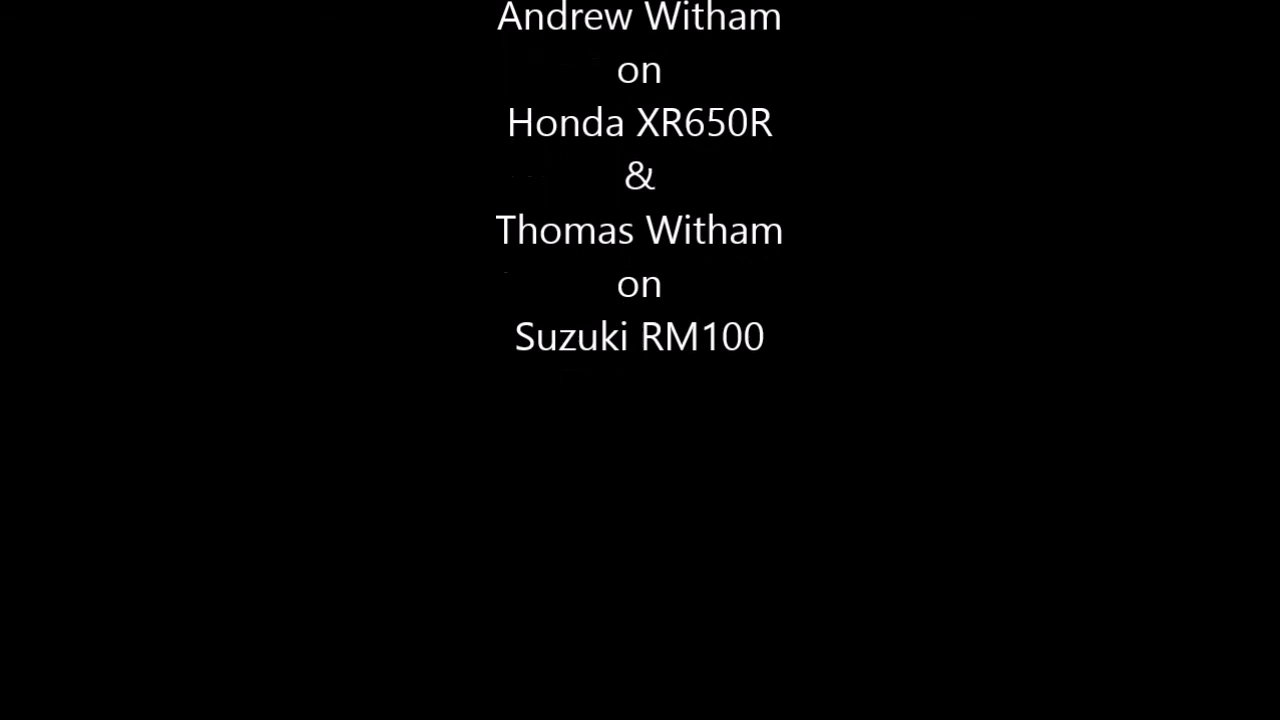 Andrew Witham
on
Honda XR650R
&
Thomas Witham
on
Suzuki RM100